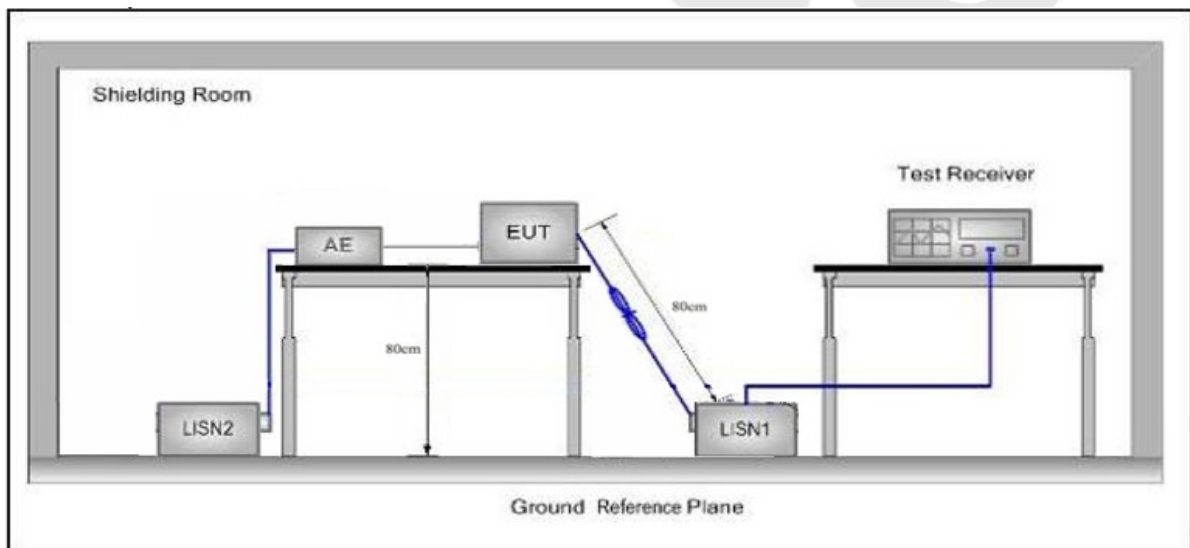 Shielding Room
Test Receiver
AE
EUT
80cm
80cm
LISN2
LISN1
Ground Reference Plane